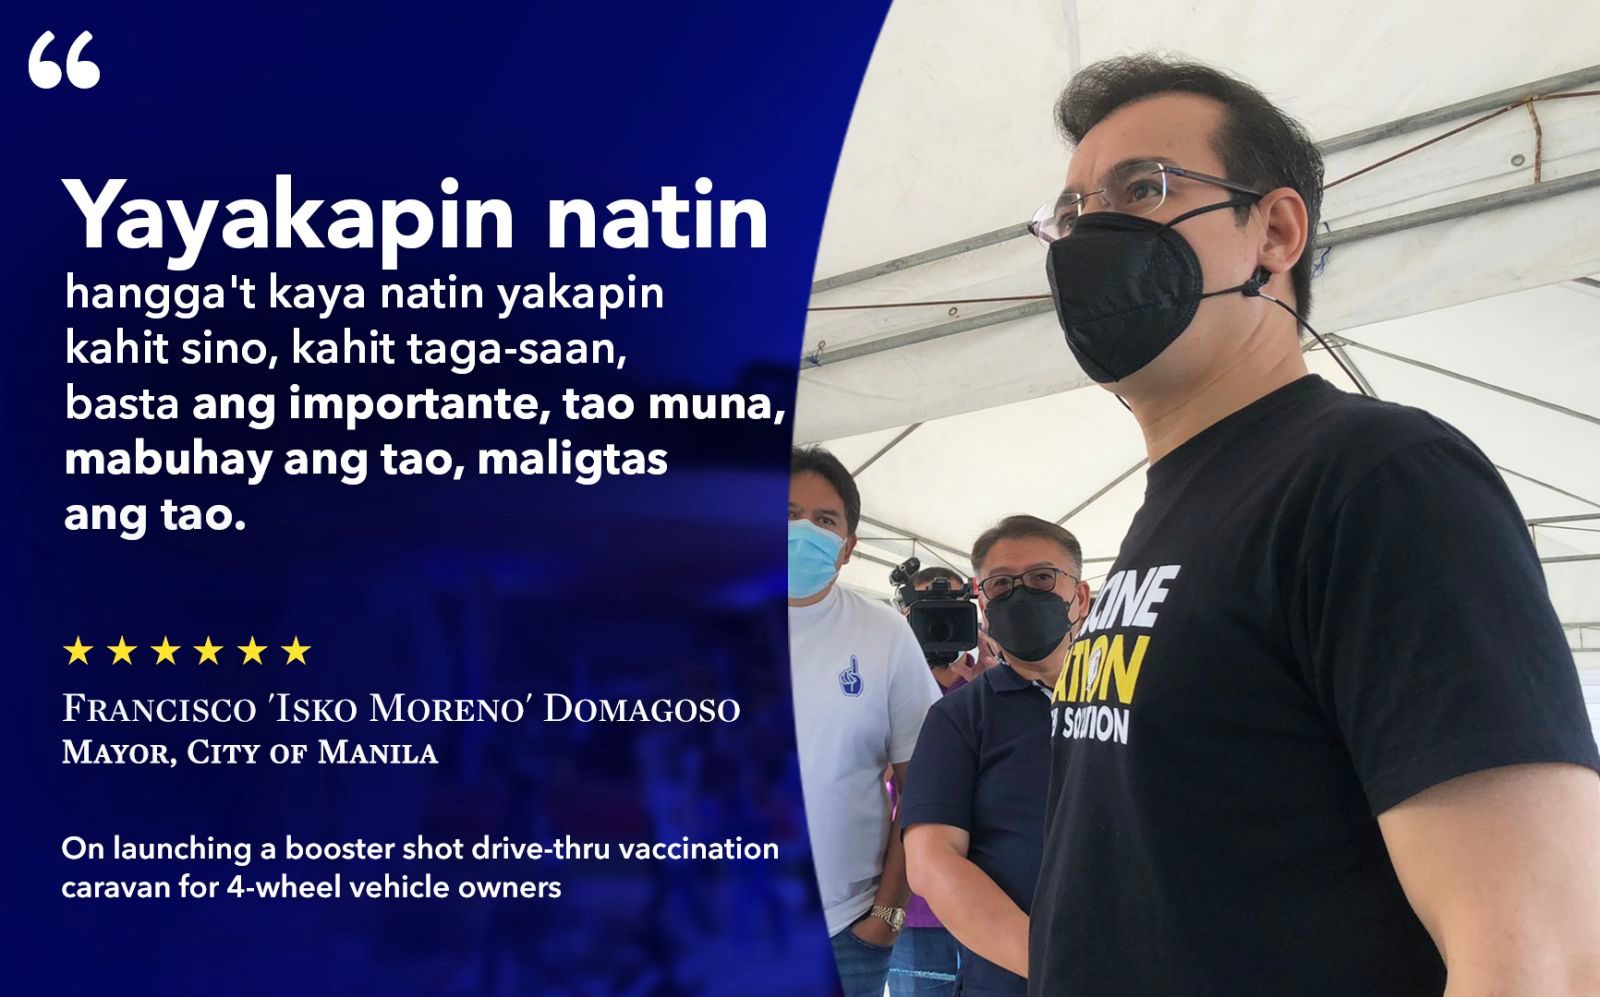 “
Yayakapin natin
hangga't kaya natin yakapin
kahit sino, kahit taga-saan,
basta ang importante, tao muna,
mabuhay ang tao, maligtas
ang tao.
FRANCISCO 'ISKO MORENO' DOMAGOSO
MAYOR, CITY OF MANILA
On launching a booster shot drive-thru vaccination
caravan for 4-wheel vehicle owners